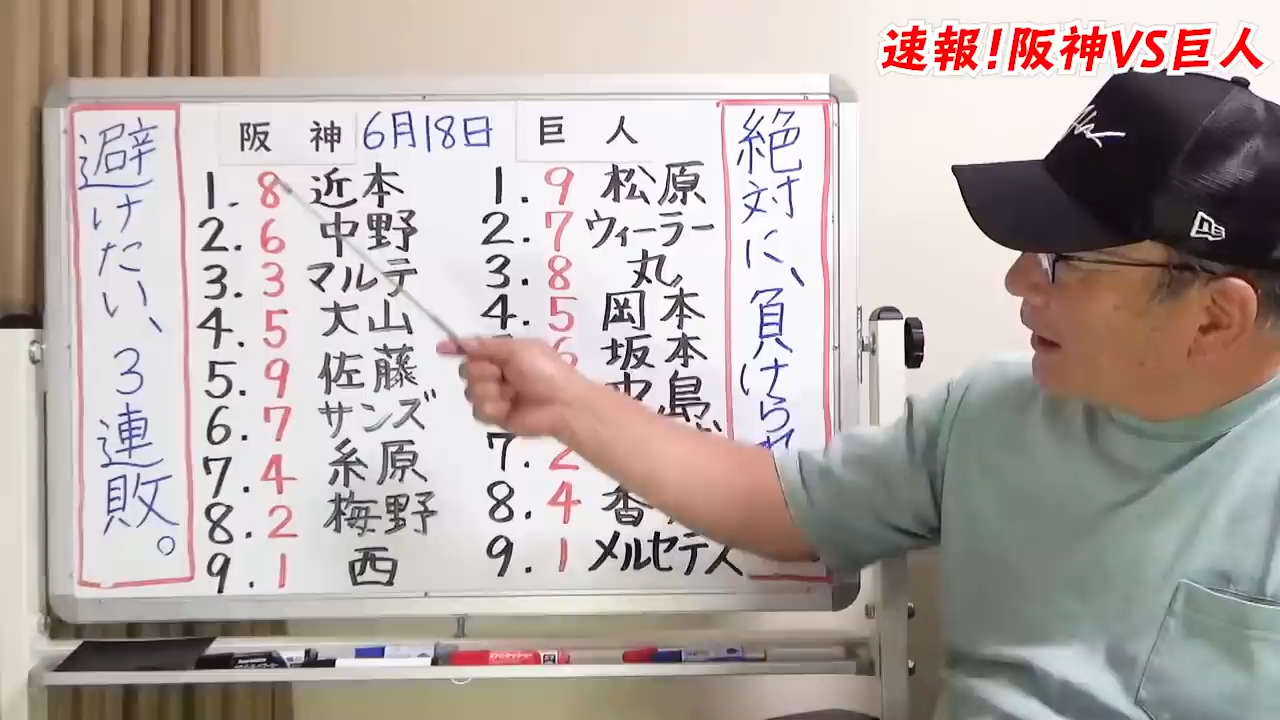 速報!阪神VS巨人
避けたい、3連敗。
阪神 6月18日 巨人
1. 8 近本
2. 6 中野
3. 3 マルテ
4. 5 大山
5. 9 佐藤
6. 7 サンズ
7. 4 糸原
8. 2 梅野
9. 1 西
1. 9 松原
2. 7 ウィーラー
3. 8 丸
4. 5 岡本
坂本
島
7. 2
8. 4 香
9. 1 メルセデス
絶対に、負けられ